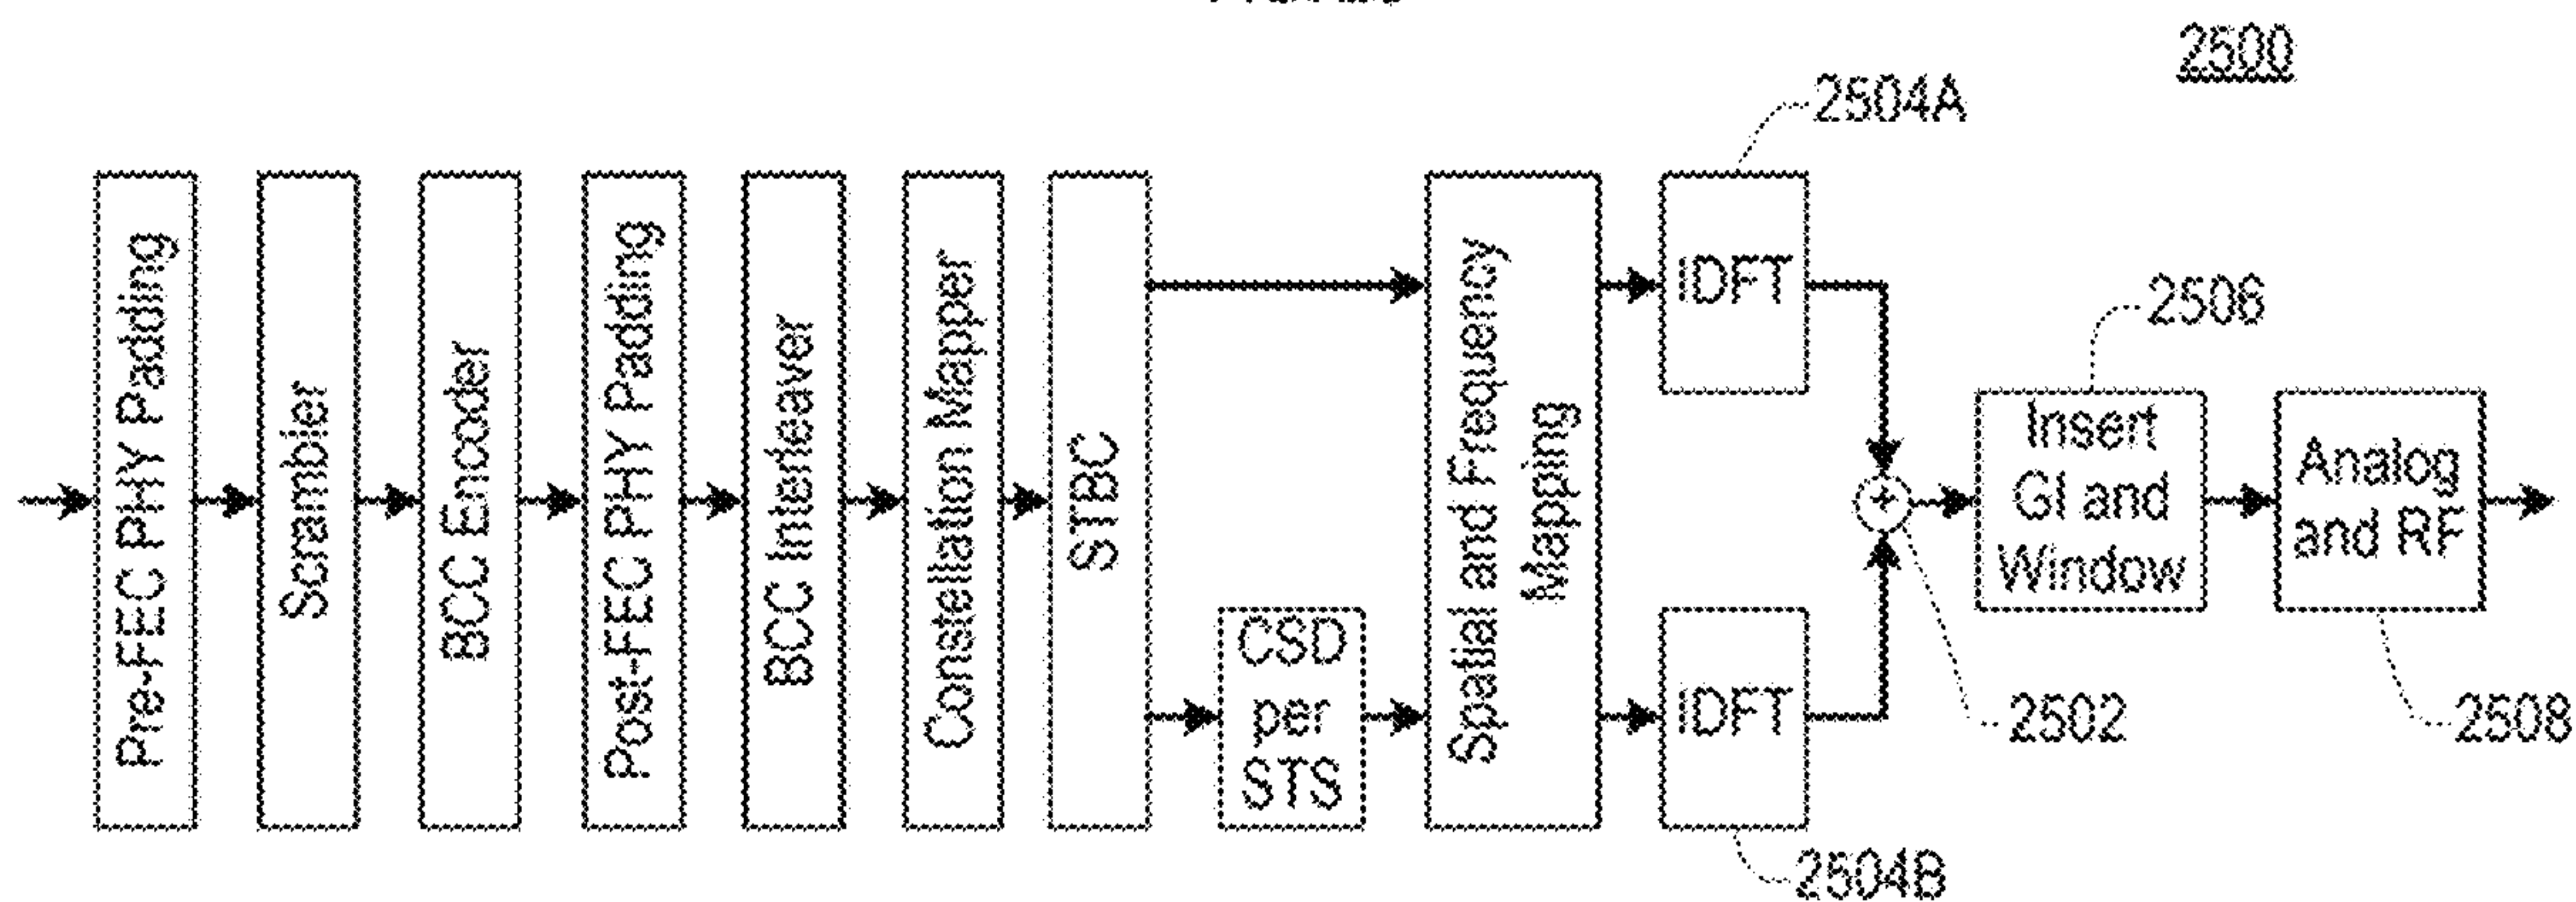 2500
2504A
Pre-FEC PHY Padding
Scrambler
BCC Encoder
Post-FEC PHY Padding
BCC Interleaver
Constellation Mapper
STBC
CSD
per
STS
Spatial and Frequency
Mapping
IDFT
IDFT
2504B
+
2502
2506
Insert
GI and
Window
Analog
and RF
2508